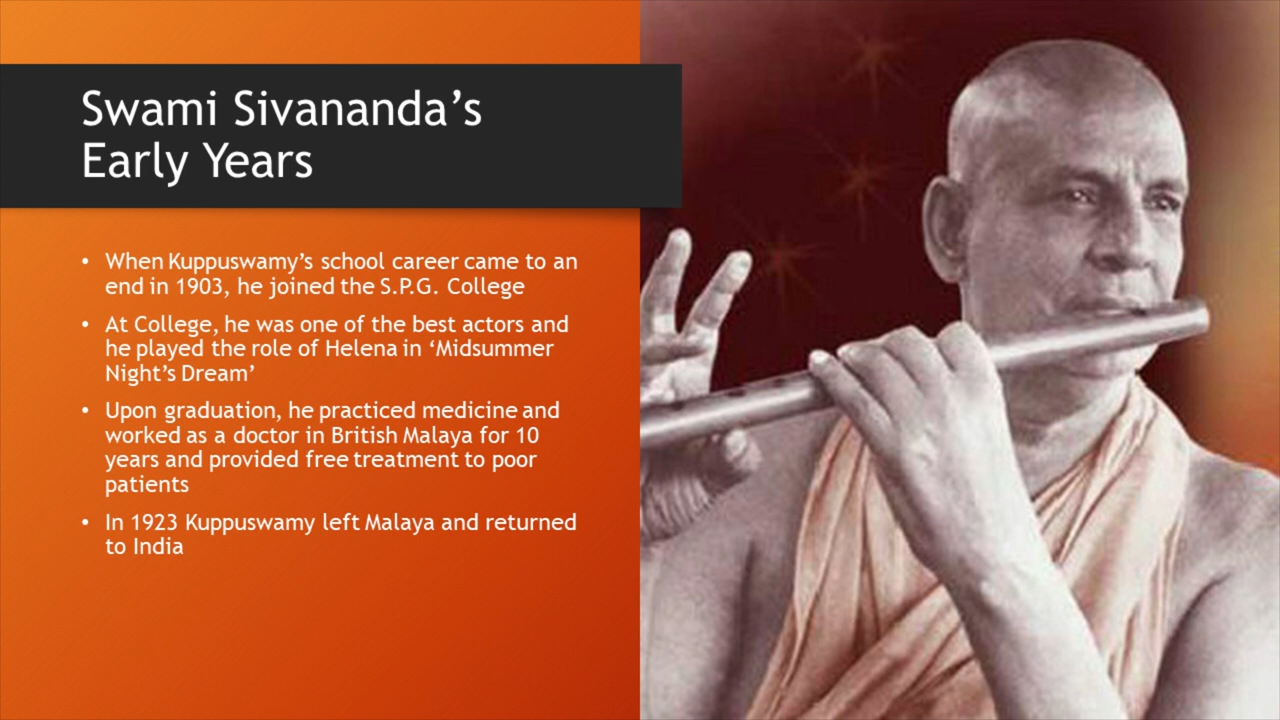 Swami Sivananda’s
Early Years
• When Kuppuswamy’s school career came to an
end in 1903, he joined the S.P.G. College
• At College, he was one of the best actors and
he played the role of Helena in ‘Midsummer
Night’s Dream’
• Upon graduation, he practiced medicine and
worked as a doctor in British Malaya for 10
years and provided free treatment to poor
patients
• In 1923 Kuppuswamy left Malaya and returned
to India